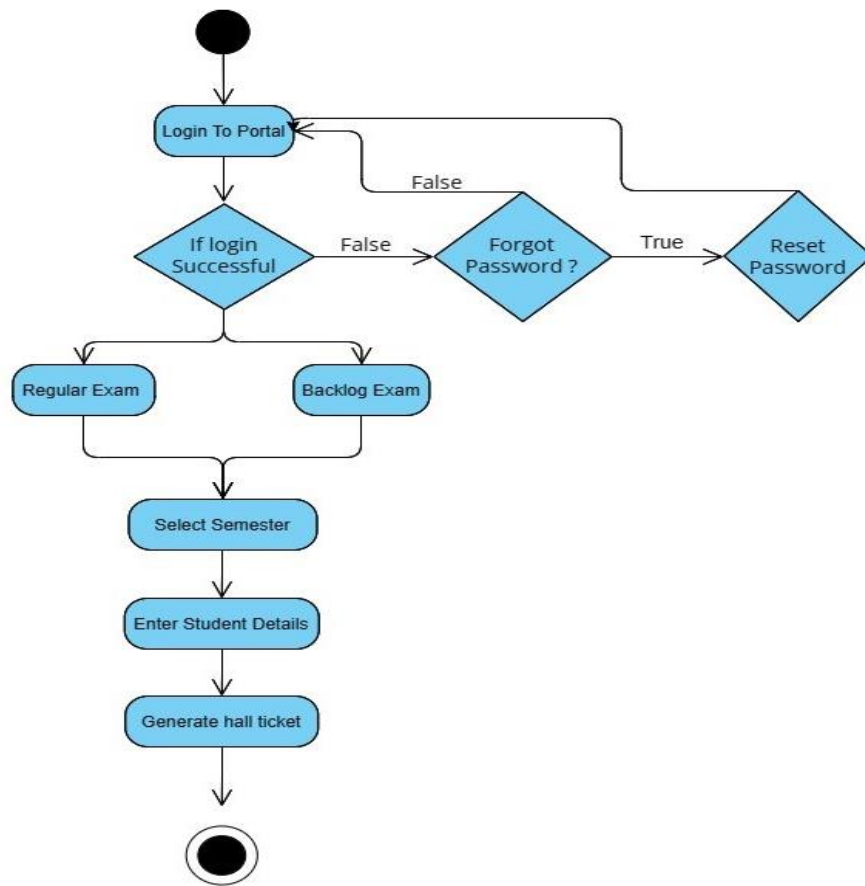 Login To Portal
False
If login
Successful
False
Forgot
Password ?
True
Reset
Password
Regular Exam
Backlog Exam
Select Semester
Enter Student Details
Generate hall ticket